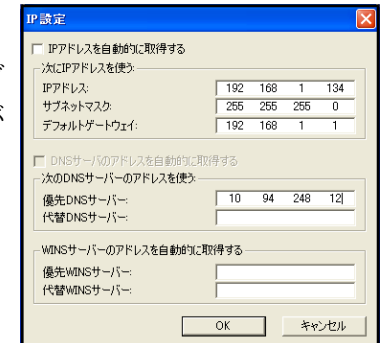 IP設定
IPアドレスを自動的に取得する
次にIPアドレスを使う:
IPアドレス: 192 168 1 134
サブネットマスク: 255 255 255 0
デフォルトゲートウェイ: 192 168 1 1
DNSサーバのアドレスを自動的に取得する
次のDNSサーバーのアドレスを使う:
優先DNSサーバー: 10 94 248 12
代替DNSサーバー:
WINSサーバーのアドレスを自動的に取得する
優先WINSサーバー:
代替WINSサーバー:
OK キャンセル